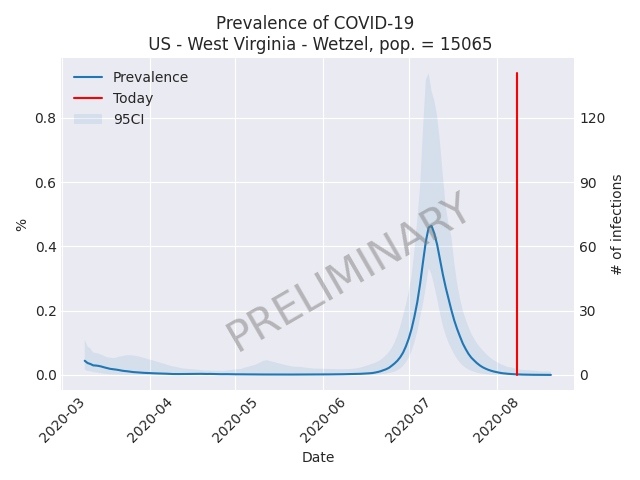 Prevalence of COVID-19
US - West Virginia - Wetzel, pop. = 15065
Prevalence
Today
95CI
PRELIMINARY
%
0.8
0.6
0.4
0.2
0.0
120
90
60
30
0
# of infections
2020-03
2020-04
2020-05
2020-06
2020-07
2020-08
Date